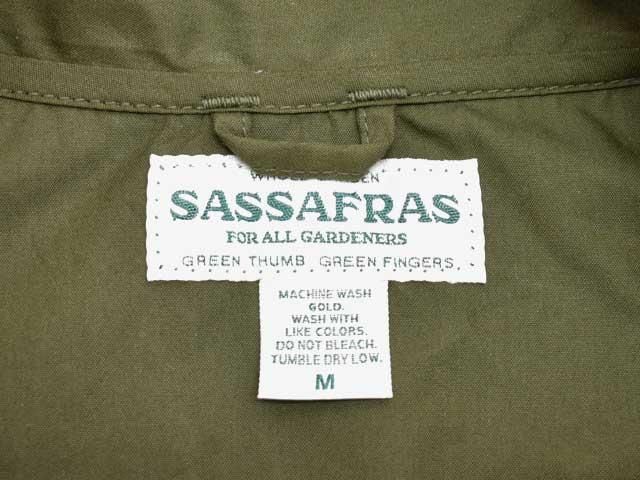 SASSAFRAS
FOR ALL GARDENERS
GREEN THUMB GREEN FINGERS.
MACHINE WASH
GOLD.
WASH WITH
LIKE COLORS.
DO NOT BLEACH.
TUMBLE DRY LOW.
M